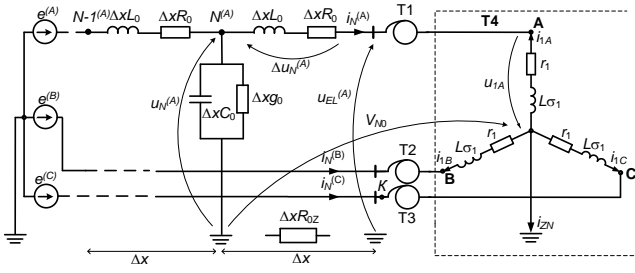 e(A) N-1(A) ΔxL0 ΔxR0 N(A) ΔxL0 ΔxR0 iN(A) T1 T4 A
i1A
ΔuN(A) r1
uN(A) ΔxC0 Δxg0 uEL(A) u1A Lσ1
e(B) VN0
Lσ1 r1 r1 Lσ1
iN(B) T2 i1B i1C
B C
e(C) iN(C) K T3
ΔxR0Z iZN
Δx Δx